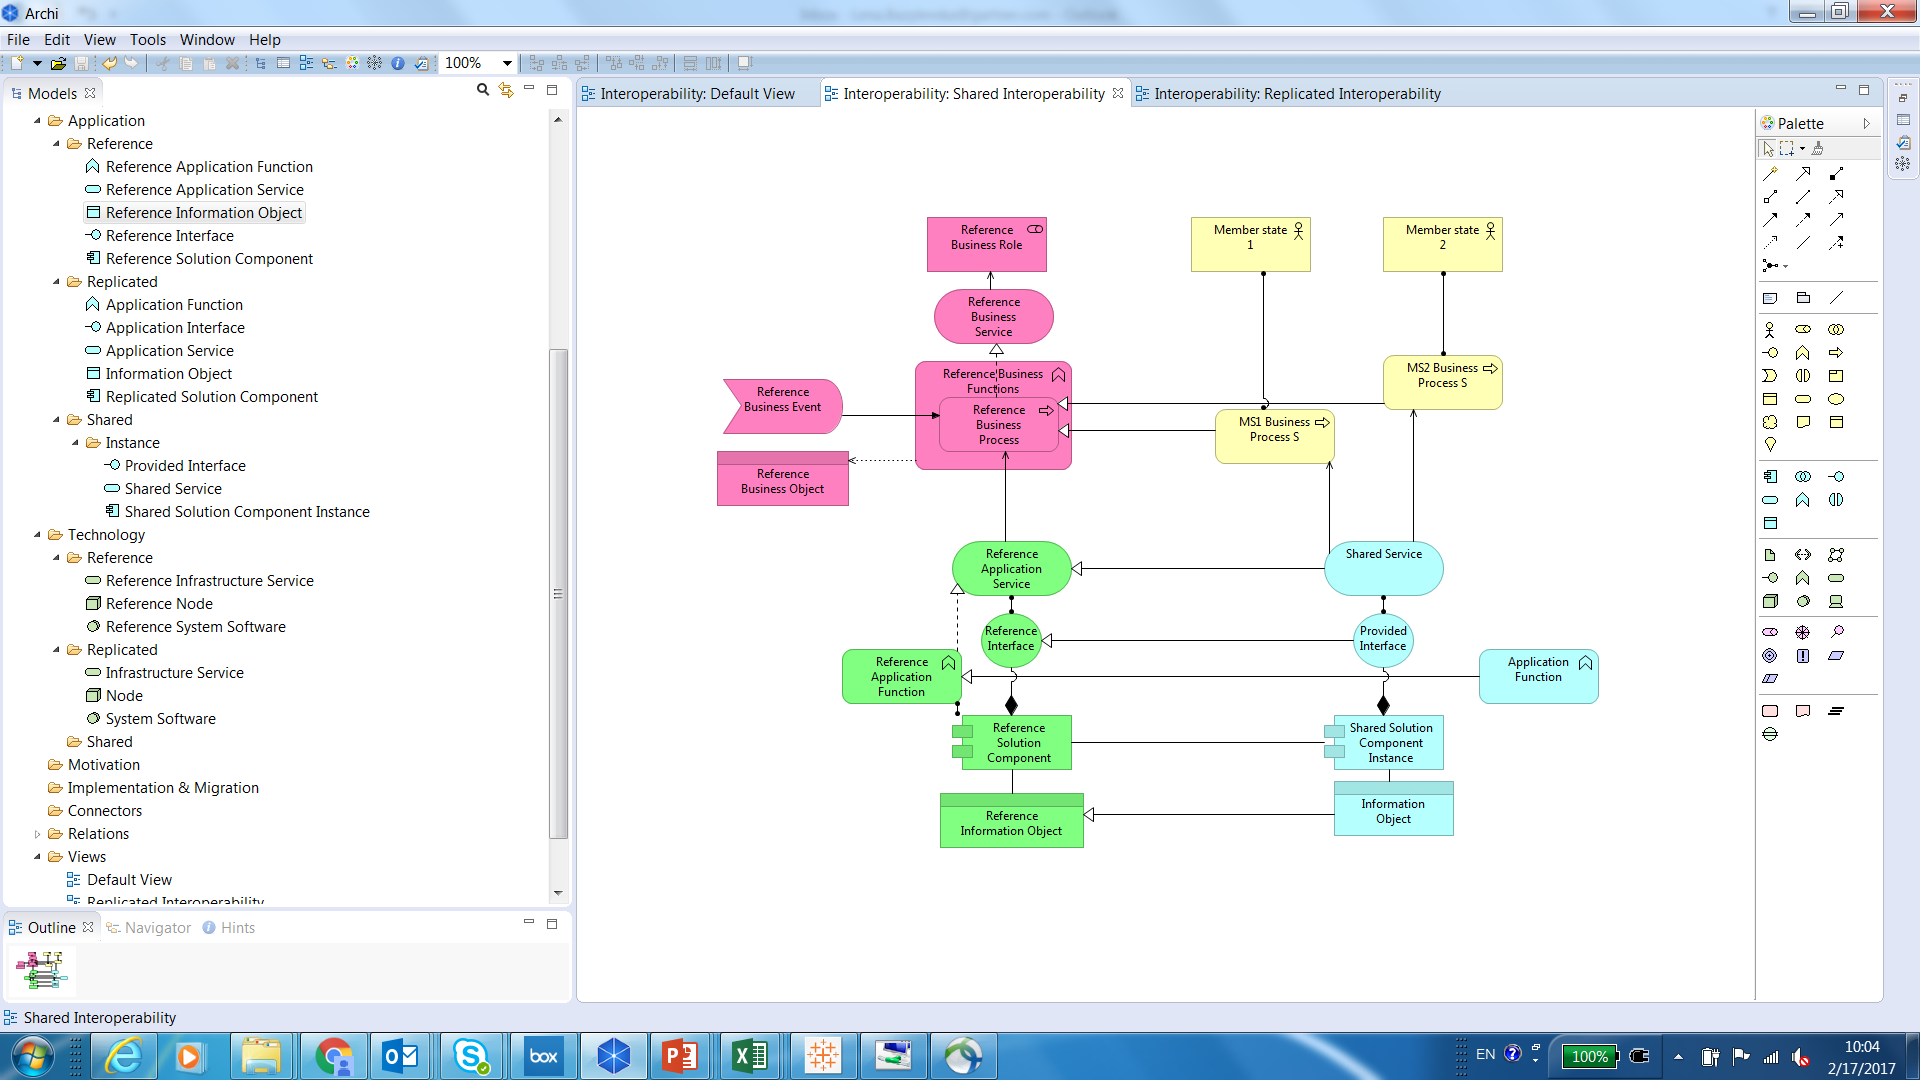 Archi
File Edit View Tools Window Help
100%
Models
Application
Reference
Reference Application Function
Reference Application Service
Reference Information Object
Reference Interface
Reference Solution Component
Replicated
Application Function
Application Interface
Application Service
Information Object
Replicated Solution Component
Shared
Instance
Provided Interface
Shared Service
Shared Solution Component Instance
Technology
Reference
Reference Infrastructure Service
Reference Node
Reference System Software
Replicated
Infrastructure Service
Node
System Software
Shared
Motivation
Implementation & Migration
Connectors
Relations
Views
Default View
Replicated Interoperability
Outline Navigator Hints
Shared Interoperability
Interoperability: Default View Interoperability: Shared Interoperability Interoperability: Replicated Interoperability
Palette
Reference
Business Role
Member state
1
Member state
2
Reference
Business
Service
Reference Business
Functions
Reference
Business
Process
Reference
Business Event
Reference
Business Object
MS2 Business
Process S
MS1 Business
Process S
Reference
Application
Service
Shared Service
Reference
Interface
Provided
Interface
Reference
Application
Function
Application
Function
Reference
Solution
Component
Shared Solution
Component
Instance
Reference
Information Object
Information
Object
box
EN
100%
10:04
2/17/2017